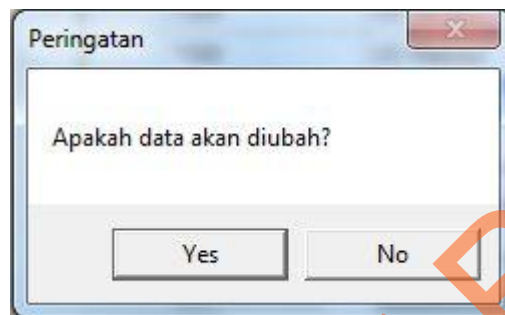 Peringatan
Apakah data akan diubah?
Yes
No